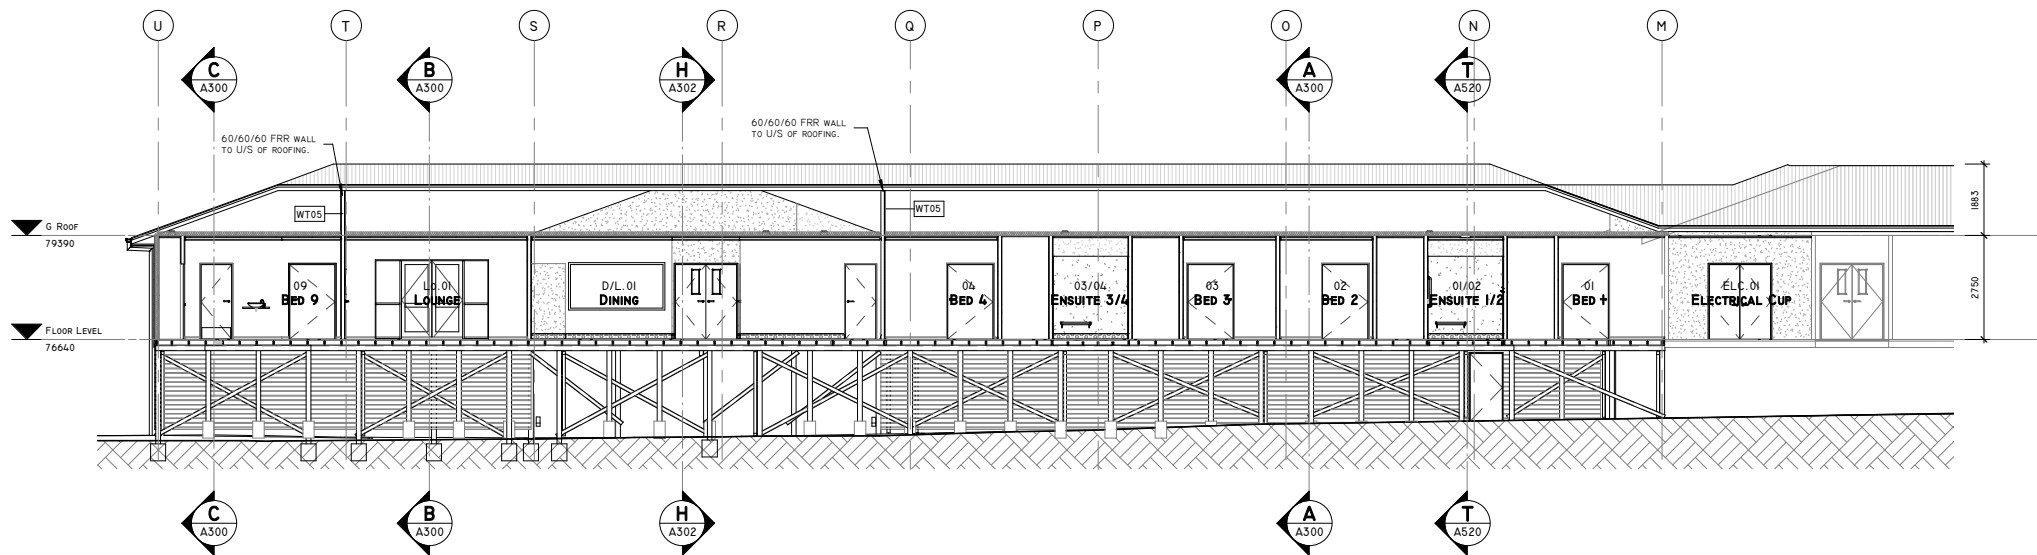 U T S R Q P O N M
C
A300
B
A300
H
A302
A
A300
T
A520
60/60/60 FRR WALL
TO U/S OF ROOFING.
60/60/60 FRR WALL
TO U/S OF ROOFING.
WT05
WT05
1883
G ROOF
79390
2750
09
BED 9
LO.01
LOUNGE
D/L.01
DINING
04
BED 4
03/04
ENSUITE 3/4
03
BED 3
02
BED 2
01/02
ENSUITE 1/2
01
BED 1
ELC.01
ELECTRICAL CUP
FLOOR LEVEL
76640
C
A300
B
A300
H
A302
A
A300
T
A520